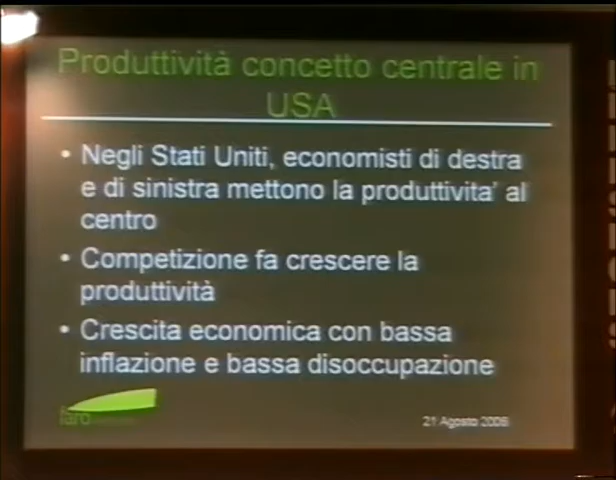 Produttività concetto centrale in
USA
• Negli Stati Uniti, economisti di destra
e di sinistra mettono la produttivita' al
centro
• Competizione fa crescere la
produttività
• Crescita economica con bassa
inflazione e bassa disoccupazione
faro
21 Agosto